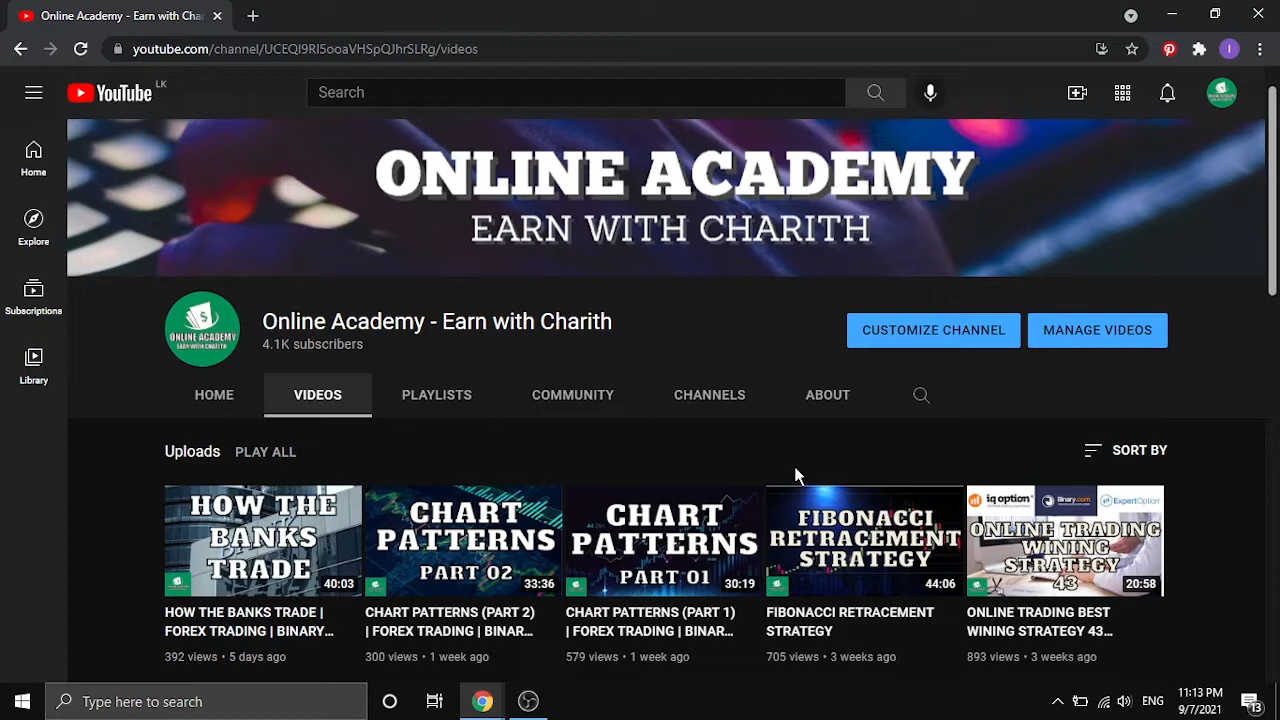 Online Academy - Earn with Cha
youtube.com/channel/UCEQI9RI5ooaVHSpQJhrSLRg/videos
I
YouTube LK
Search
ONLINE ACADEMY
EARN WITH CHARITH
Home
Explore
Subscriptions
Library
$
ONLINE ACADEMY
EARN WITH CHARITH
Online Academy - Earn with Charith
4.1K subscribers
CUSTOMIZE CHANNEL
MANAGE VIDEOS
HOME
VIDEOS
PLAYLISTS
COMMUNITY
CHANNELS
ABOUT
Uploads
PLAY ALL
SORT BY
HOW THE
BANKS
TRADE
40:03
HOW THE BANKS TRADE |
FOREX TRADING | BINARY...
392 views • 5 days ago
CHART
PATTERNS
PART 02
33:36
CHART PATTERNS (PART 2)
| FOREX TRADING | BINAR...
300 views • 1 week ago
CHART
PATTERNS
PART 01
30:19
CHART PATTERNS (PART 1)
| FOREX TRADING | BINAR...
579 views • 1 week ago
FIBONACCI
RETRACEMENT
STRATEGY
44:06
FIBONACCI RETRACEMENT
STRATEGY
705 views • 3 weeks ago
iq option
Binary.com
ExpertOption
ONLINE TRADING
WINING
STRATEGY
43
20:58
ONLINE TRADING BEST
WINING STRATEGY 43...
893 views • 3 weeks ago
Type here to search
ENG
11:13 PM
9/7/2021
13